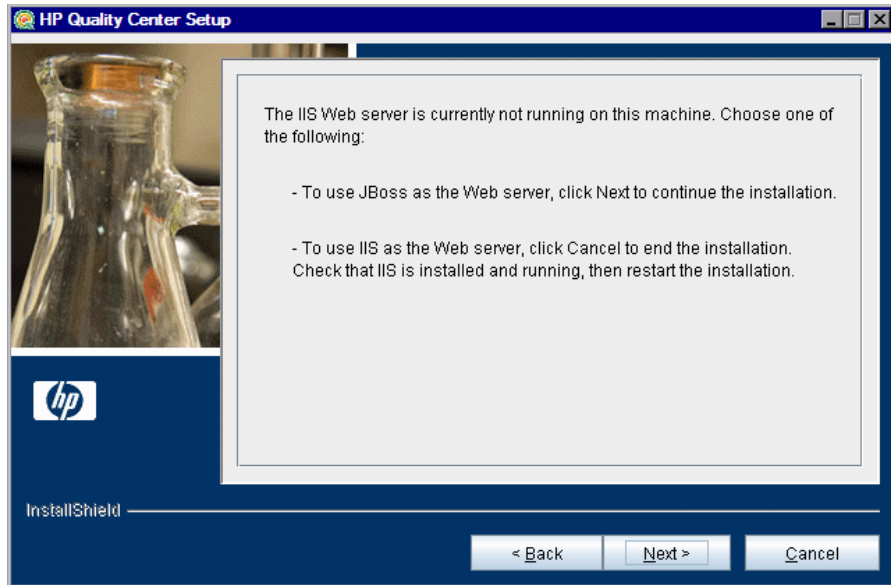 HP Quality Center Setup
The IIS Web server is currently not running on this machine. Choose one of
the following:
- To use JBoss as the Web server, click Next to continue the installation.
- To use IIS as the Web server, click Cancel to end the installation.
Check that IIS is installed and running, then restart the installation.
hp
InstallShield
< Back
Next >
Cancel